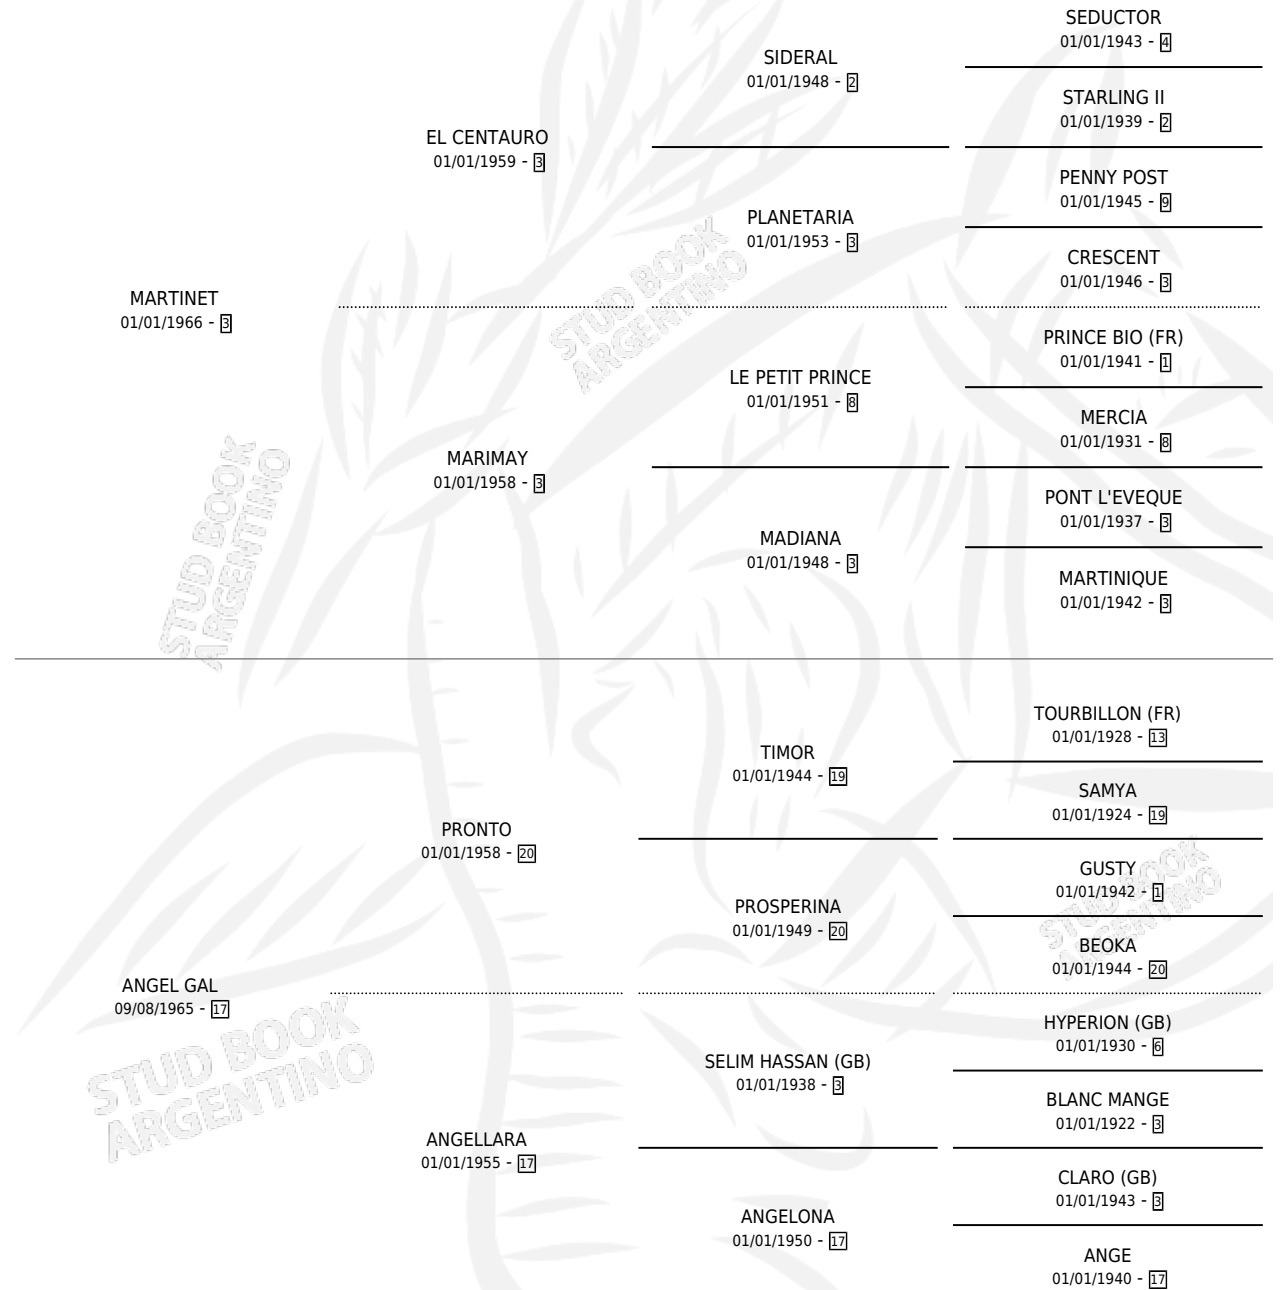 SEDUCTOR
01/01/1943 - 4
SIDERAL
01/01/1948 - 2
STARLING II
01/01/1939 - 2
EL CENTAURO
01/01/1959 - 3
PENNY POST
01/01/1945 - 9
PLANETARIA
01/01/1953 - 3
CRESCENT
01/01/1946 - 3
MARTINET
01/01/1966 - 3
PRINCE BIO (FR)
01/01/1941 - 1
LE PETIT PRINCE
01/01/1951 - 8
MERCIA
01/01/1931 - 8
MARIMAY
01/01/1958 - 3
PONT L'EVEQUE
01/01/1937 - 3
MADIANA
01/01/1948 - 3
MARTINIQUE
01/01/1942 - 3
TOURBILLON (FR)
01/01/1928 - 13
TIMOR
01/01/1944 - 19
SAMYA
01/01/1924 - 19
PRONTO
01/01/1958 - 20
GUSTY
01/01/1942 - 1
PROSPERINA
01/01/1949 - 20
BEOKA
01/01/1944 - 20
ANGEL GAL
09/08/1965 - 17
HYPERION (GB)
01/01/1930 - 6
SELIM HASSAN (GB)
01/01/1938 - 3
BLANC MANGE
01/01/1922 - 3
ANGELLARA
01/01/1955 - 17
CLARO (GB)
01/01/1943 - 3
ANGELONA
01/01/1950 - 17
ANGE
01/01/1940 - 17
STUD BOOK
ARGENTINO
STUD BOOK
ARGENTINO
STUD BOOK
ARGENTINO
STUD BOOK
ARGENTINO